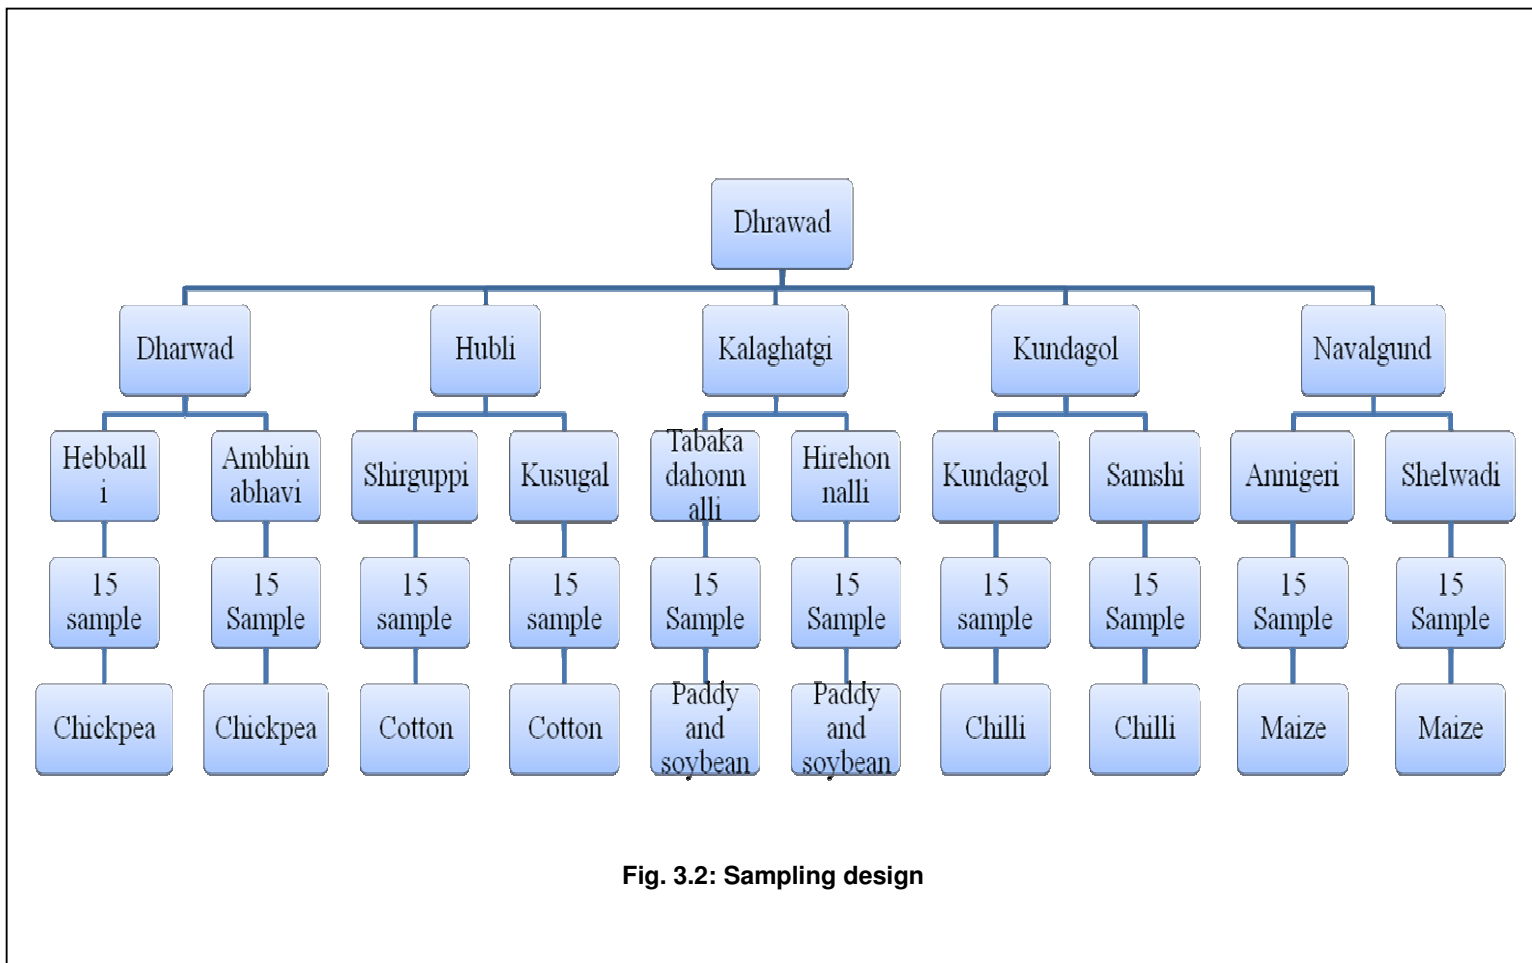 Dhrawad
Dharwad
Hubli
Kalaghatgi
Kundagol
Navalgund
Hebball
i
Ambhin
abhavi
Shirguppi
Kusugal
Tabaka
dahonn
alli
Hirehon
nalli
Kundagol
Samshi
Annigeri
Shelwadi
15
sample
15
Sample
15
sample
15
sample
15
Sample
15
Sample
15
sample
15
Sample
15
Sample
15
Sample
Chickpea
Chickpea
Cotton
Cotton
Paddy
and
soybean
Paddy
and
soybean
Chilli
Chilli
Maize
Maize
Fig. 3.2: Sampling design